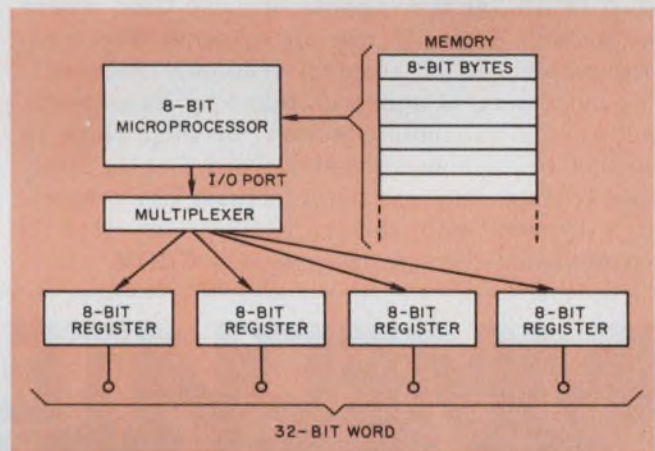 MEMORY
8-BIT BYTES
8-BIT
MICROPROCESSOR
I/O PORT
MULTIPLEXER
8-BIT
REGISTER
8-BIT
REGISTER
8-BIT
REGISTER
8-BIT
REGISTER
32-BIT WORD